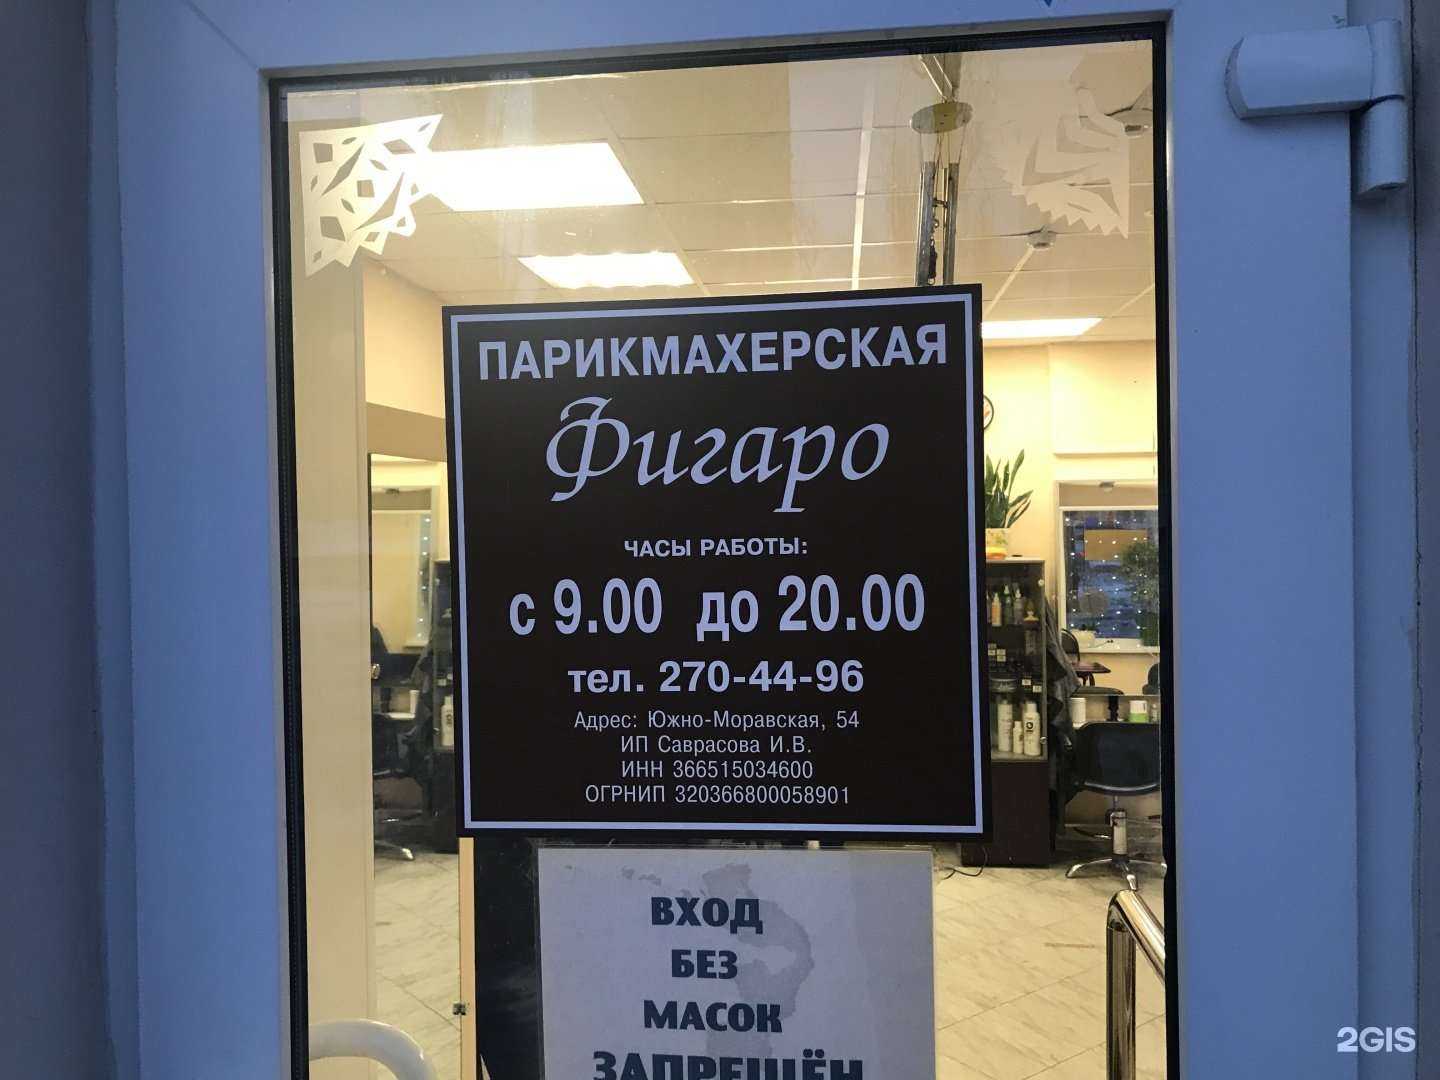 ПАРИКМАХЕРСКАЯ
Фигаро
ЧАСЫ РАБОТЫ:
с 9.00 до 20.00
тел. 270-44-96
Адрес: Южно-Моравская, 54
ИП Саврасова И.В.
ИНН 366515034600
ОГРНИП 320366800058901
ВХОД
БЕЗ
МАСОК
ЗАПРЕЩЁН
2GIS